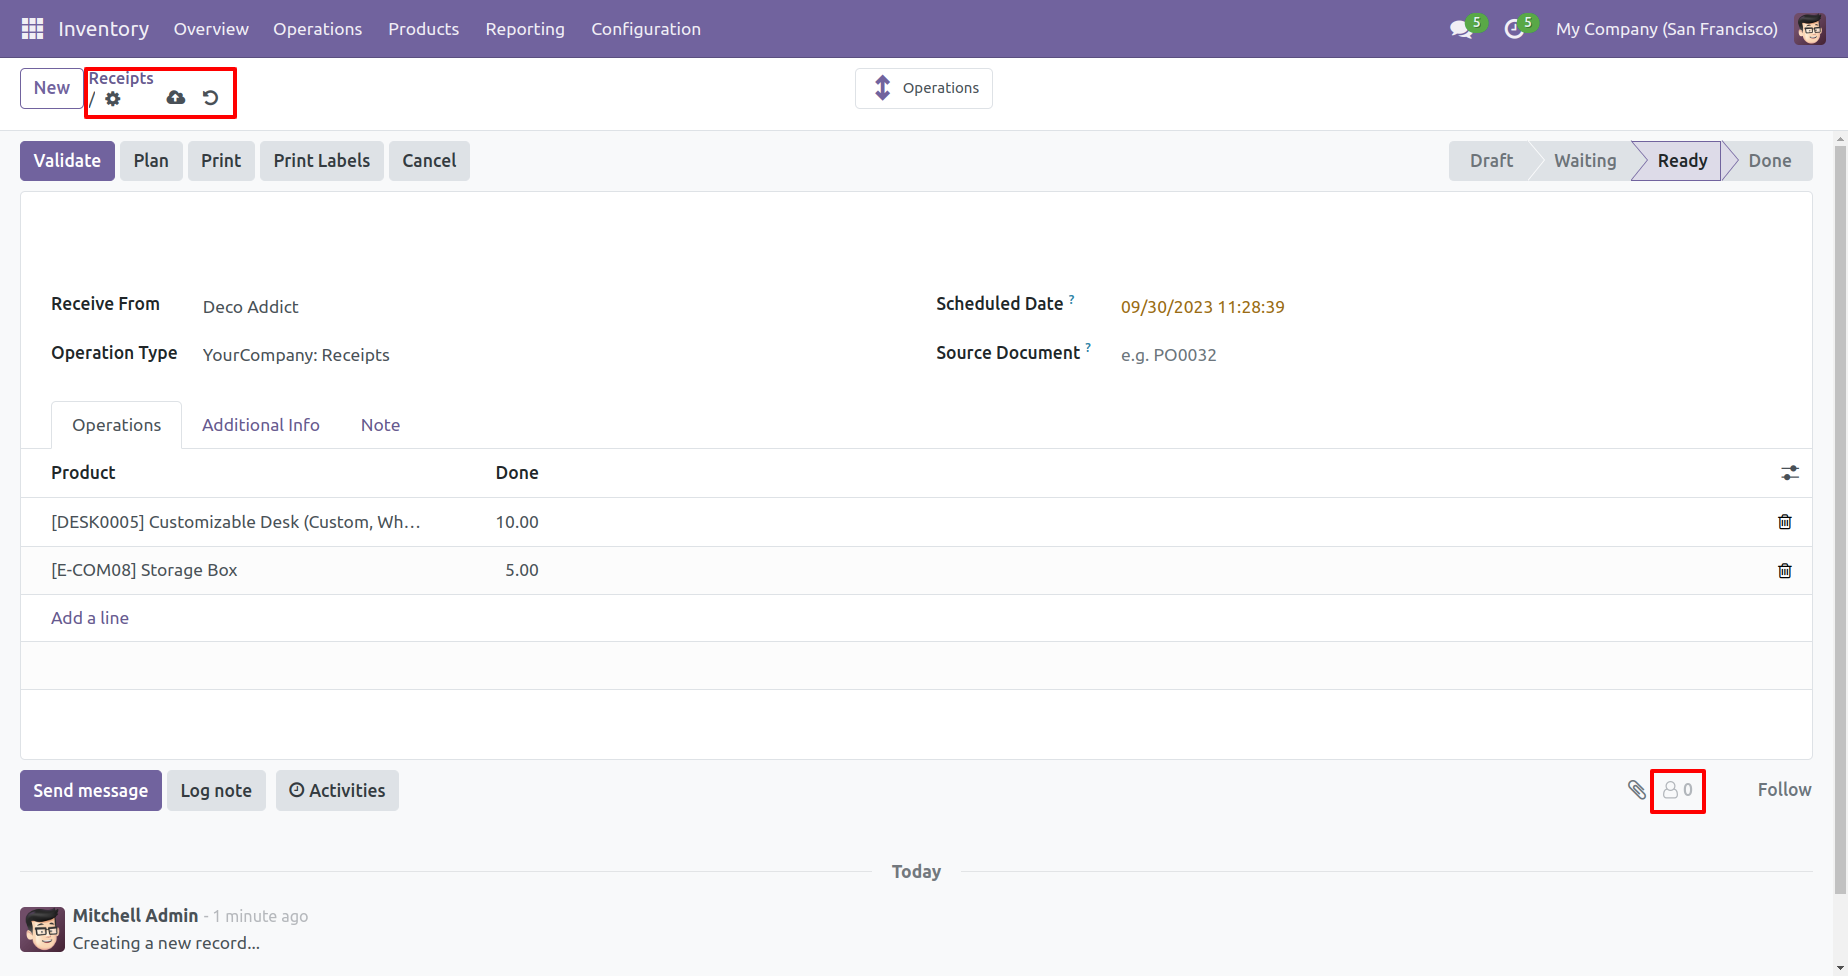 Inventory Overview Operations Products Reporting Configuration 5 5 My Company (San Francisco)
New Receipts
/
Operations
Validate Plan Print Print Labels Cancel Draft Waiting Ready Done
Receive From Deco Addict Scheduled Date ? 09/30/2023 11:28:39
Operation Type YourCompany: Receipts Source Document ? e.g. PO0032
Operations Additional Info Note
Product Done
[DESK0005] Customizable Desk (Custom, Wh... 10.00
[E-COM08] Storage Box 5.00
Add a line
Send message Log note Activities 0 Follow
Today
Mitchell Admin - 1 minute ago
Creating a new record...